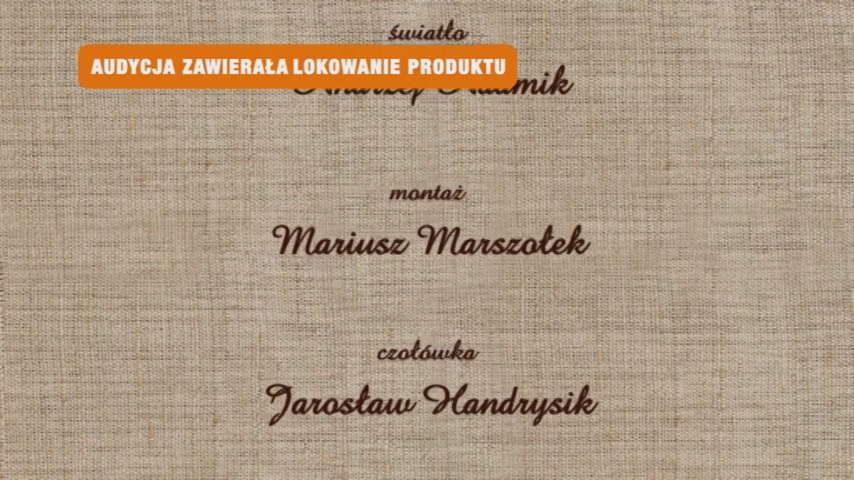 światło
AUDYCJA ZAWIERAŁA LOKOWANIE PRODUKTU
montaż
Mariusz Marszołek
czołówka
Jarosław Handrysik